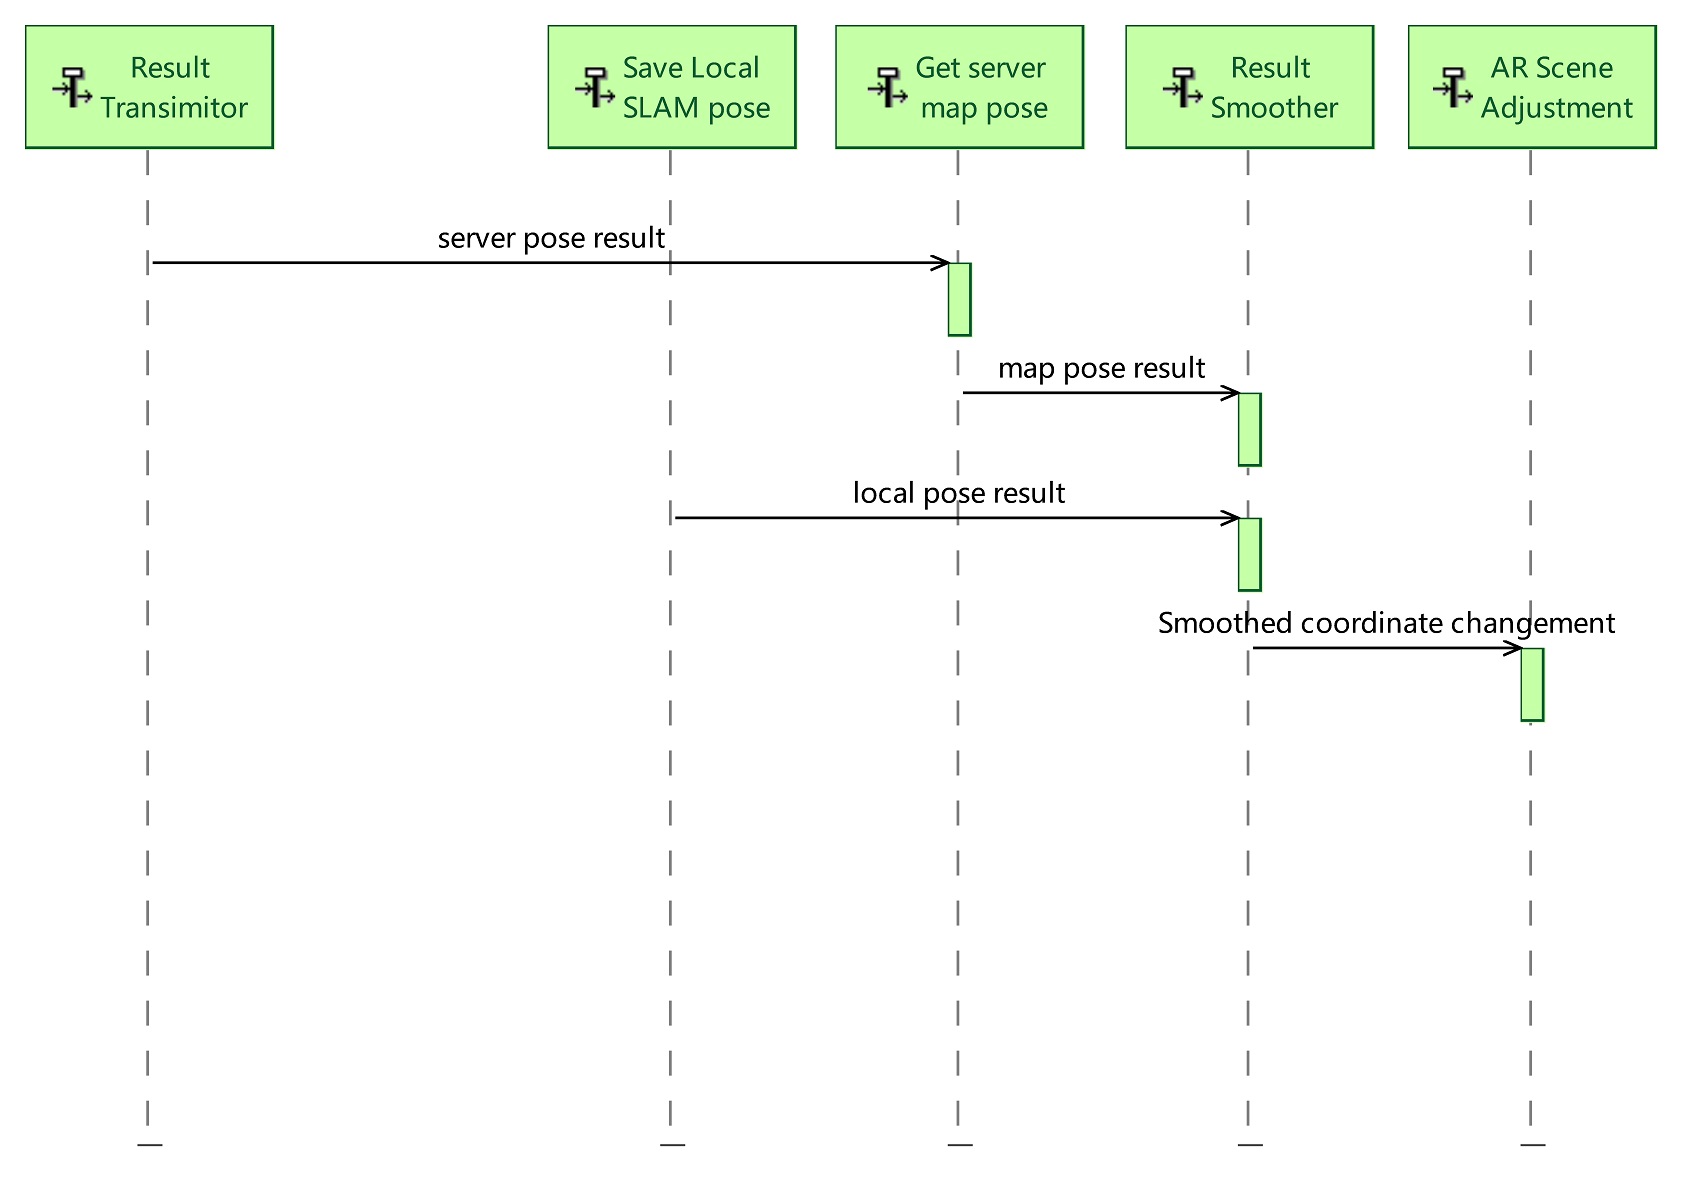 Result
Transimitor
Save Local
SLAM pose
Get server
map pose
Result
Smoother
AR Scene
Adjustment
server pose result
map pose result
local pose result
Smoothed coordinate changement